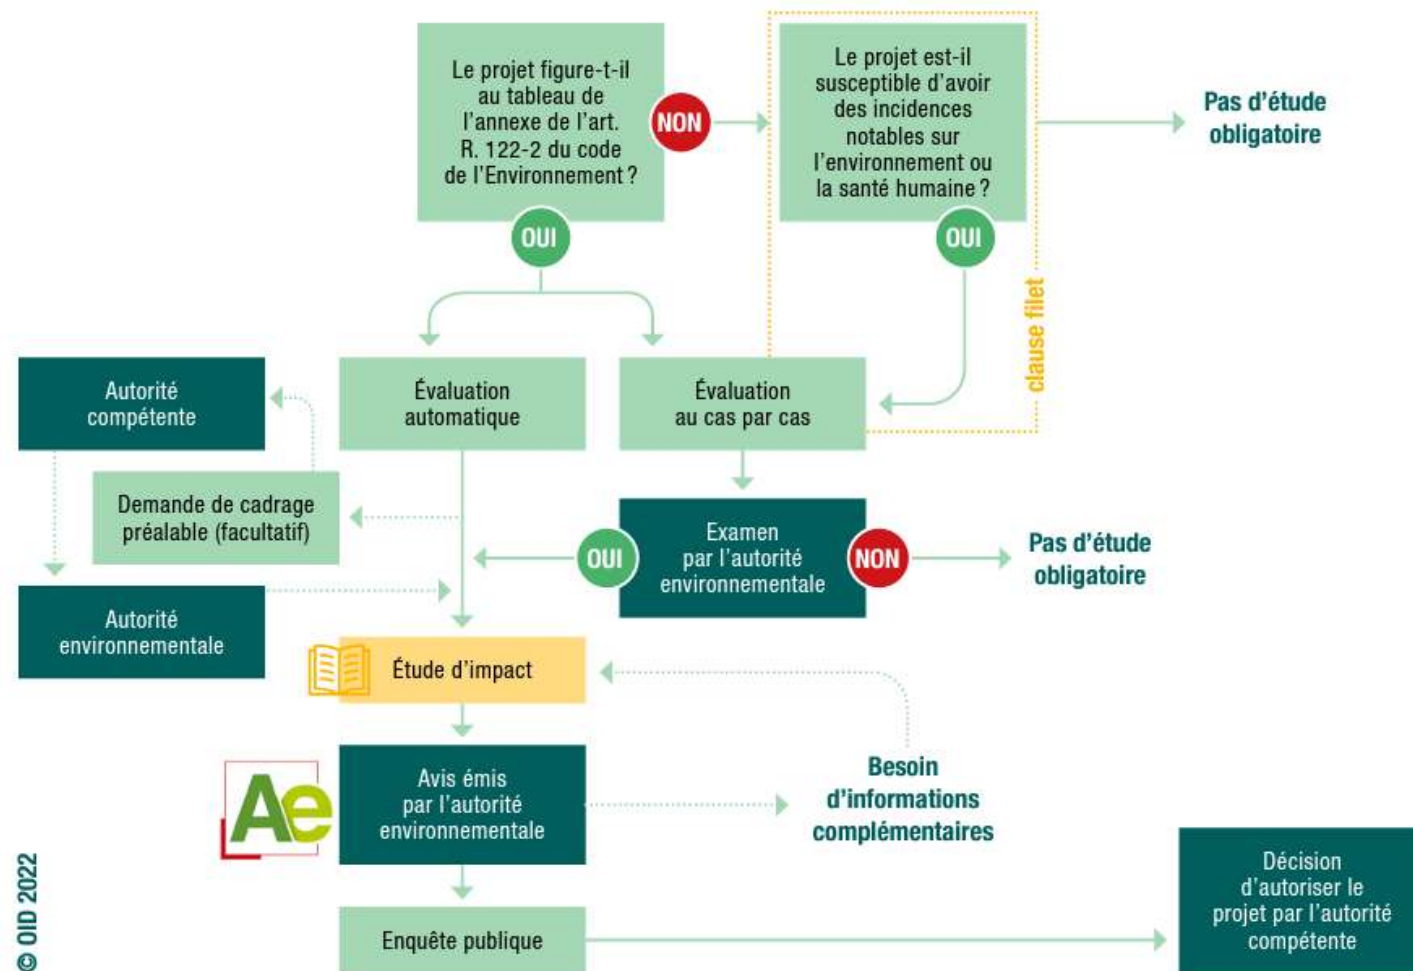 Le projet figure-t-il
au tableau de
l'annexe de l'art.
R. 122-2 du code
de l'Environnement ?
NON
OUI
Le projet est-il
susceptible d'avoir
des incidences
notables sur
l'environnement ou
la santé humaine ?
OUI
Pas d'étude
obligatoire
clause filet
Autorité
compétente
Évaluation
automatique
Évaluation
au cas par cas
Demande de cadrage
préalable (facultatif)
OUI
Examen
par l'autorité
environnementale
NON
Pas d'étude
obligatoire
Autorité
environnementale
Étude d'impact
Ae
Avis émis
par l'autorité
environnementale
Besoin
d'informations
complémentaires
Enquête publique
Décision
d'autoriser le
projet par l'autorité
compétente
© OID 2022